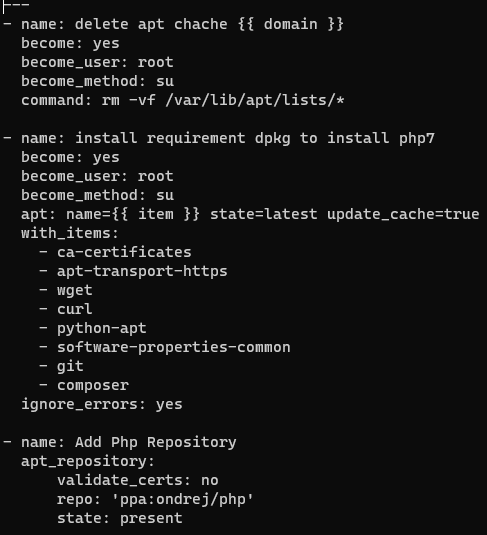 ---
- name: delete apt chache {{ domain }}
  become: yes
  become_user: root
  become_method: su
  command: rm -vf /var/lib/apt/lists/*

- name: install requirement dpkg to install php7
  become: yes
  become_user: root
  become_method: su
  apt: name={{ item }} state=latest update_cache=true
  with_items:
    - ca-certificates
    - apt-transport-https
    - wget
    - curl
    - python-apt
    - software-properties-common
    - git
    - composer
  ignore_errors: yes

- name: Add Php Repository
  apt_repository:
      validate_certs: no
      repo: 'ppa:ondrej/php'
      state: present